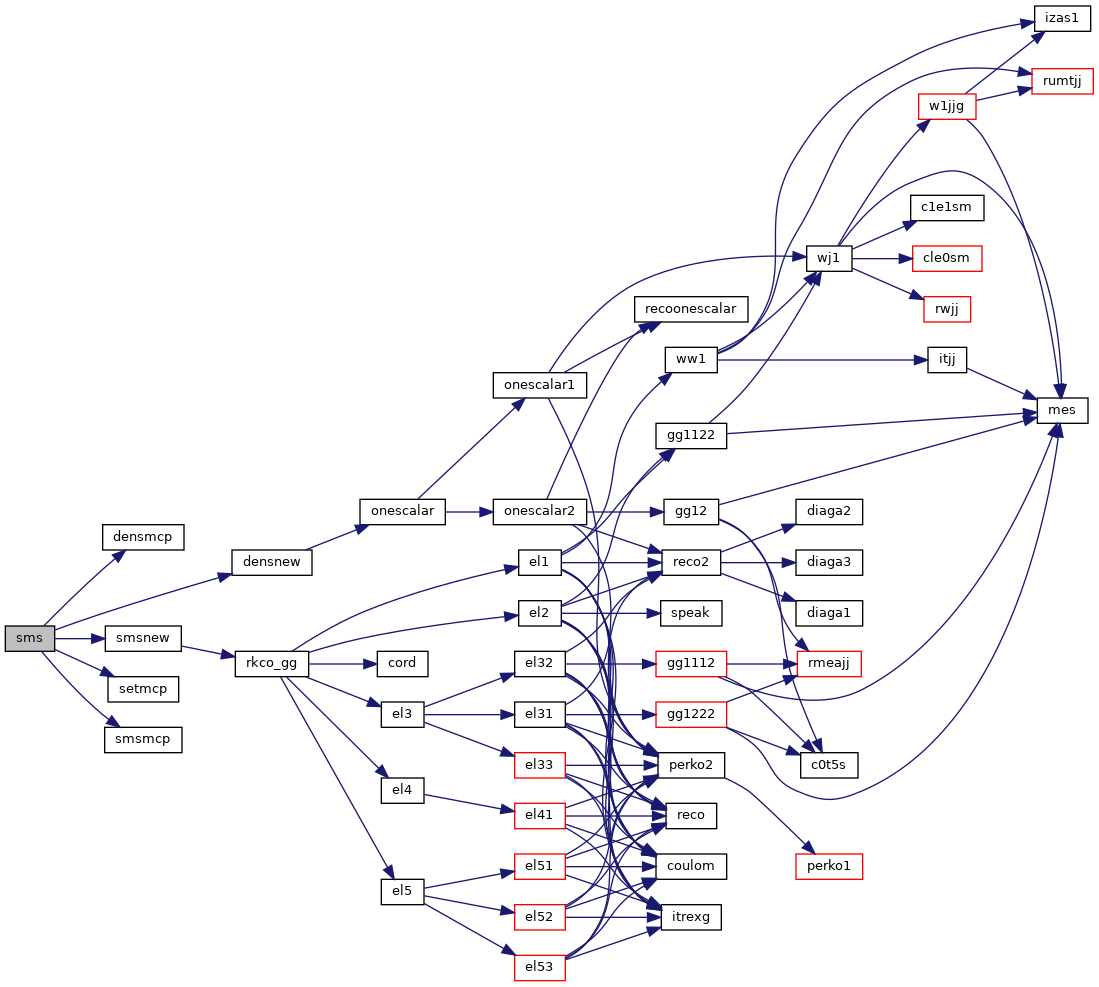 izas1
rumtjj
w1jjg
c1e1sm
wj1
cle0sm
rwjj
recoonescalar
ww1
itjj
onescalar1
mes
gg1122
onescalar
onescalar2
gg12
diaga2
densmcp
densnew
el1
reco2
diaga3
el2
speak
diaga1
sms
smsnew
rkco_gg
cord
el32
gg1112
rmeajj
setmcp
el3
el31
gg1222
smsmcp
el33
perko2
c0t5s
el4
el41
reco
el51
coulom
perko1
el5
el52
itrexg
el53